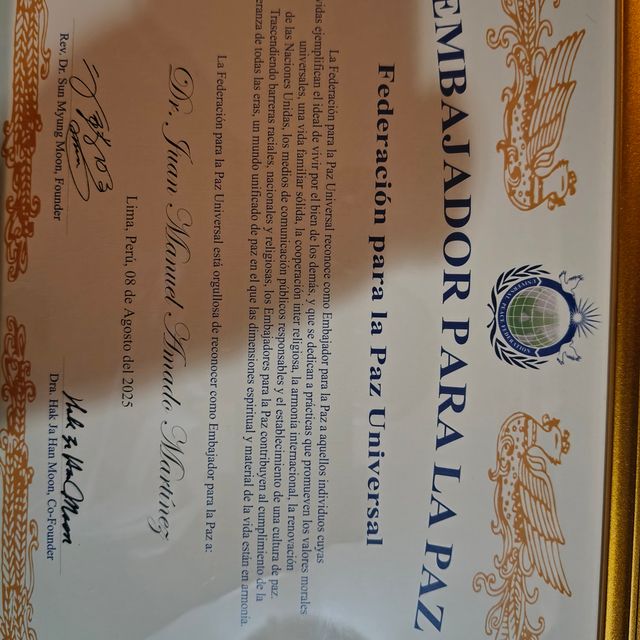 EMBAJADOR PARA LA PAZ
Federación para la Paz Universal
La Federación para la Paz Universal reconoce como Embajador para la Paz a aquellos individuos cuyas
vidas ejemplifican el ideal de vivir por el bien de los demás, y que se dedican a prácticas que promueven los valores morales
universales, una vida familiar sólida, la cooperación inter religiosa, la armonía internacional, la renovación
de las Naciones Unidas, los medios de comunicación públicos responsables y el establecimiento de una cultura de paz.
Trascendiendo barreras raciales, nacionales y religiosas, los Embajadores para la Paz contribuyen al cumplimiento de la
eranza de todas las eras, un mundo unificado de paz en el que las dimensiones espiritual y material de la vida están en armonía.
La Federación para la Paz Universal está orgullosa de reconocer como Embajador para la Paz a:
Dr. Juan Manuel Amado Martínez
Lima, Perú, 08 de Agosto del 2025
Rev. Dr. Sun Myung Moon, Founder
Hak Ja Han Moon
Dra. Hak Ja Han Moon, Co-Founder